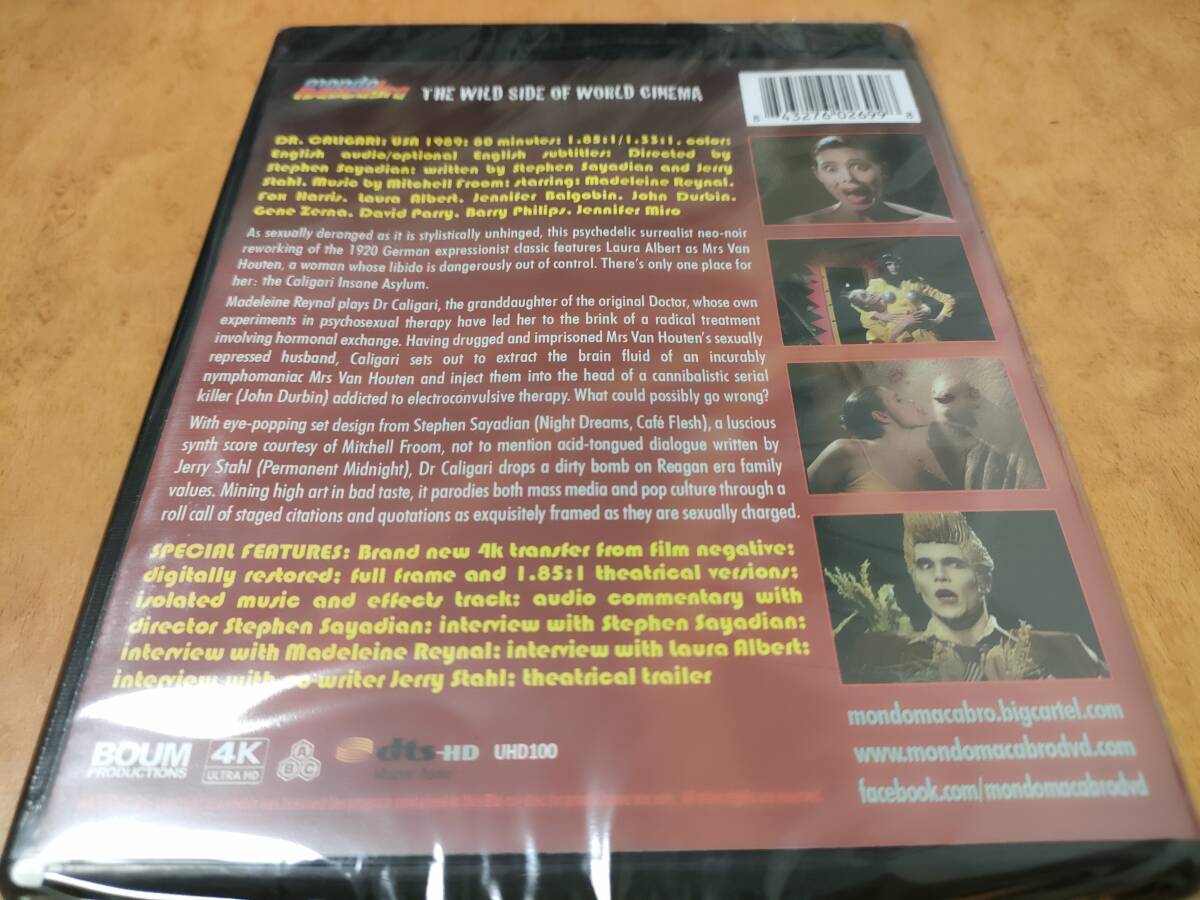 mondo macabro THE WILD SIDE OF WORLD CINEMA
8 43276 02699 8
DR. CALIGARI: USA 1989: 80 minutes: 1.85:1/1.33:1. color:
English audio/optional English subtitles: Directed by
Stephen Sayadian: written by Stephen Sayadian and Jerry
Stahl. Music by Mitchell Froom: starring: Madeleine Reynal.
Fox Harris. Laura Albert. Jennifer Balgobin. John Durbin.
Gene Zerna. David Parry. Barry Philips. Jennifer Miro
As sexually deranged as it is stylistically unhinged, this psychedelic surrealist neo-noir
reworking of the 1920 German expressionist classic features Laura Albert as Mrs Van
Houten, a woman whose libido is dangerously out of control. There's only one place for
her: the Caligari Insane Asylum.
Madeleine Reynal plays Dr Caligari, the granddaughter of the original Doctor, whose own
experiments in psychosexual therapy have led her to the brink of a radical treatment
involving hormonal exchange. Having drugged and imprisoned Mrs Van Houten's sexually
repressed husband, Caligari sets out to extract the brain fluid of an incurably
nymphomaniac Mrs Van Houten and inject them into the head of a cannibalistic serial
killer (John Durbin) addicted to electroconvulsive therapy. What could possibly go wrong?
With eye-popping set design from Stephen Sayadian (Night Dreams, Café Flesh), a luscious
synth score courtesy of Mitchell Froom, not to mention acid-tongued dialogue written by
Jerry Stahl (Permanent Midnight), Dr Caligari drops a dirty bomb on Reagan era family
values. Mining high art in bad taste, it parodies both mass media and pop culture through a
roll call of staged citations and quotations as exquisitely framed as they are sexually charged.
SPECIAL FEATURES: Brand new 4k transfer from film negative:
digitally restored: full frame and 1.85:1 theatrical versions:
isolated music and effects track: audio commentary with
director Stephen Sayadian: interview with Stephen Sayadian:
interview with Madeleine Reynal: interview with Laura Albert:
interview with co-writer Jerry Stahl: theatrical trailer
mondomacabro.bigcartel.com
www.mondomacabrodvd.com
facebook.com/mondomacabrodvd
BOUM PRODUCTIONS 4K ULTRA HD A B C dts-HD Master Audio UHD100